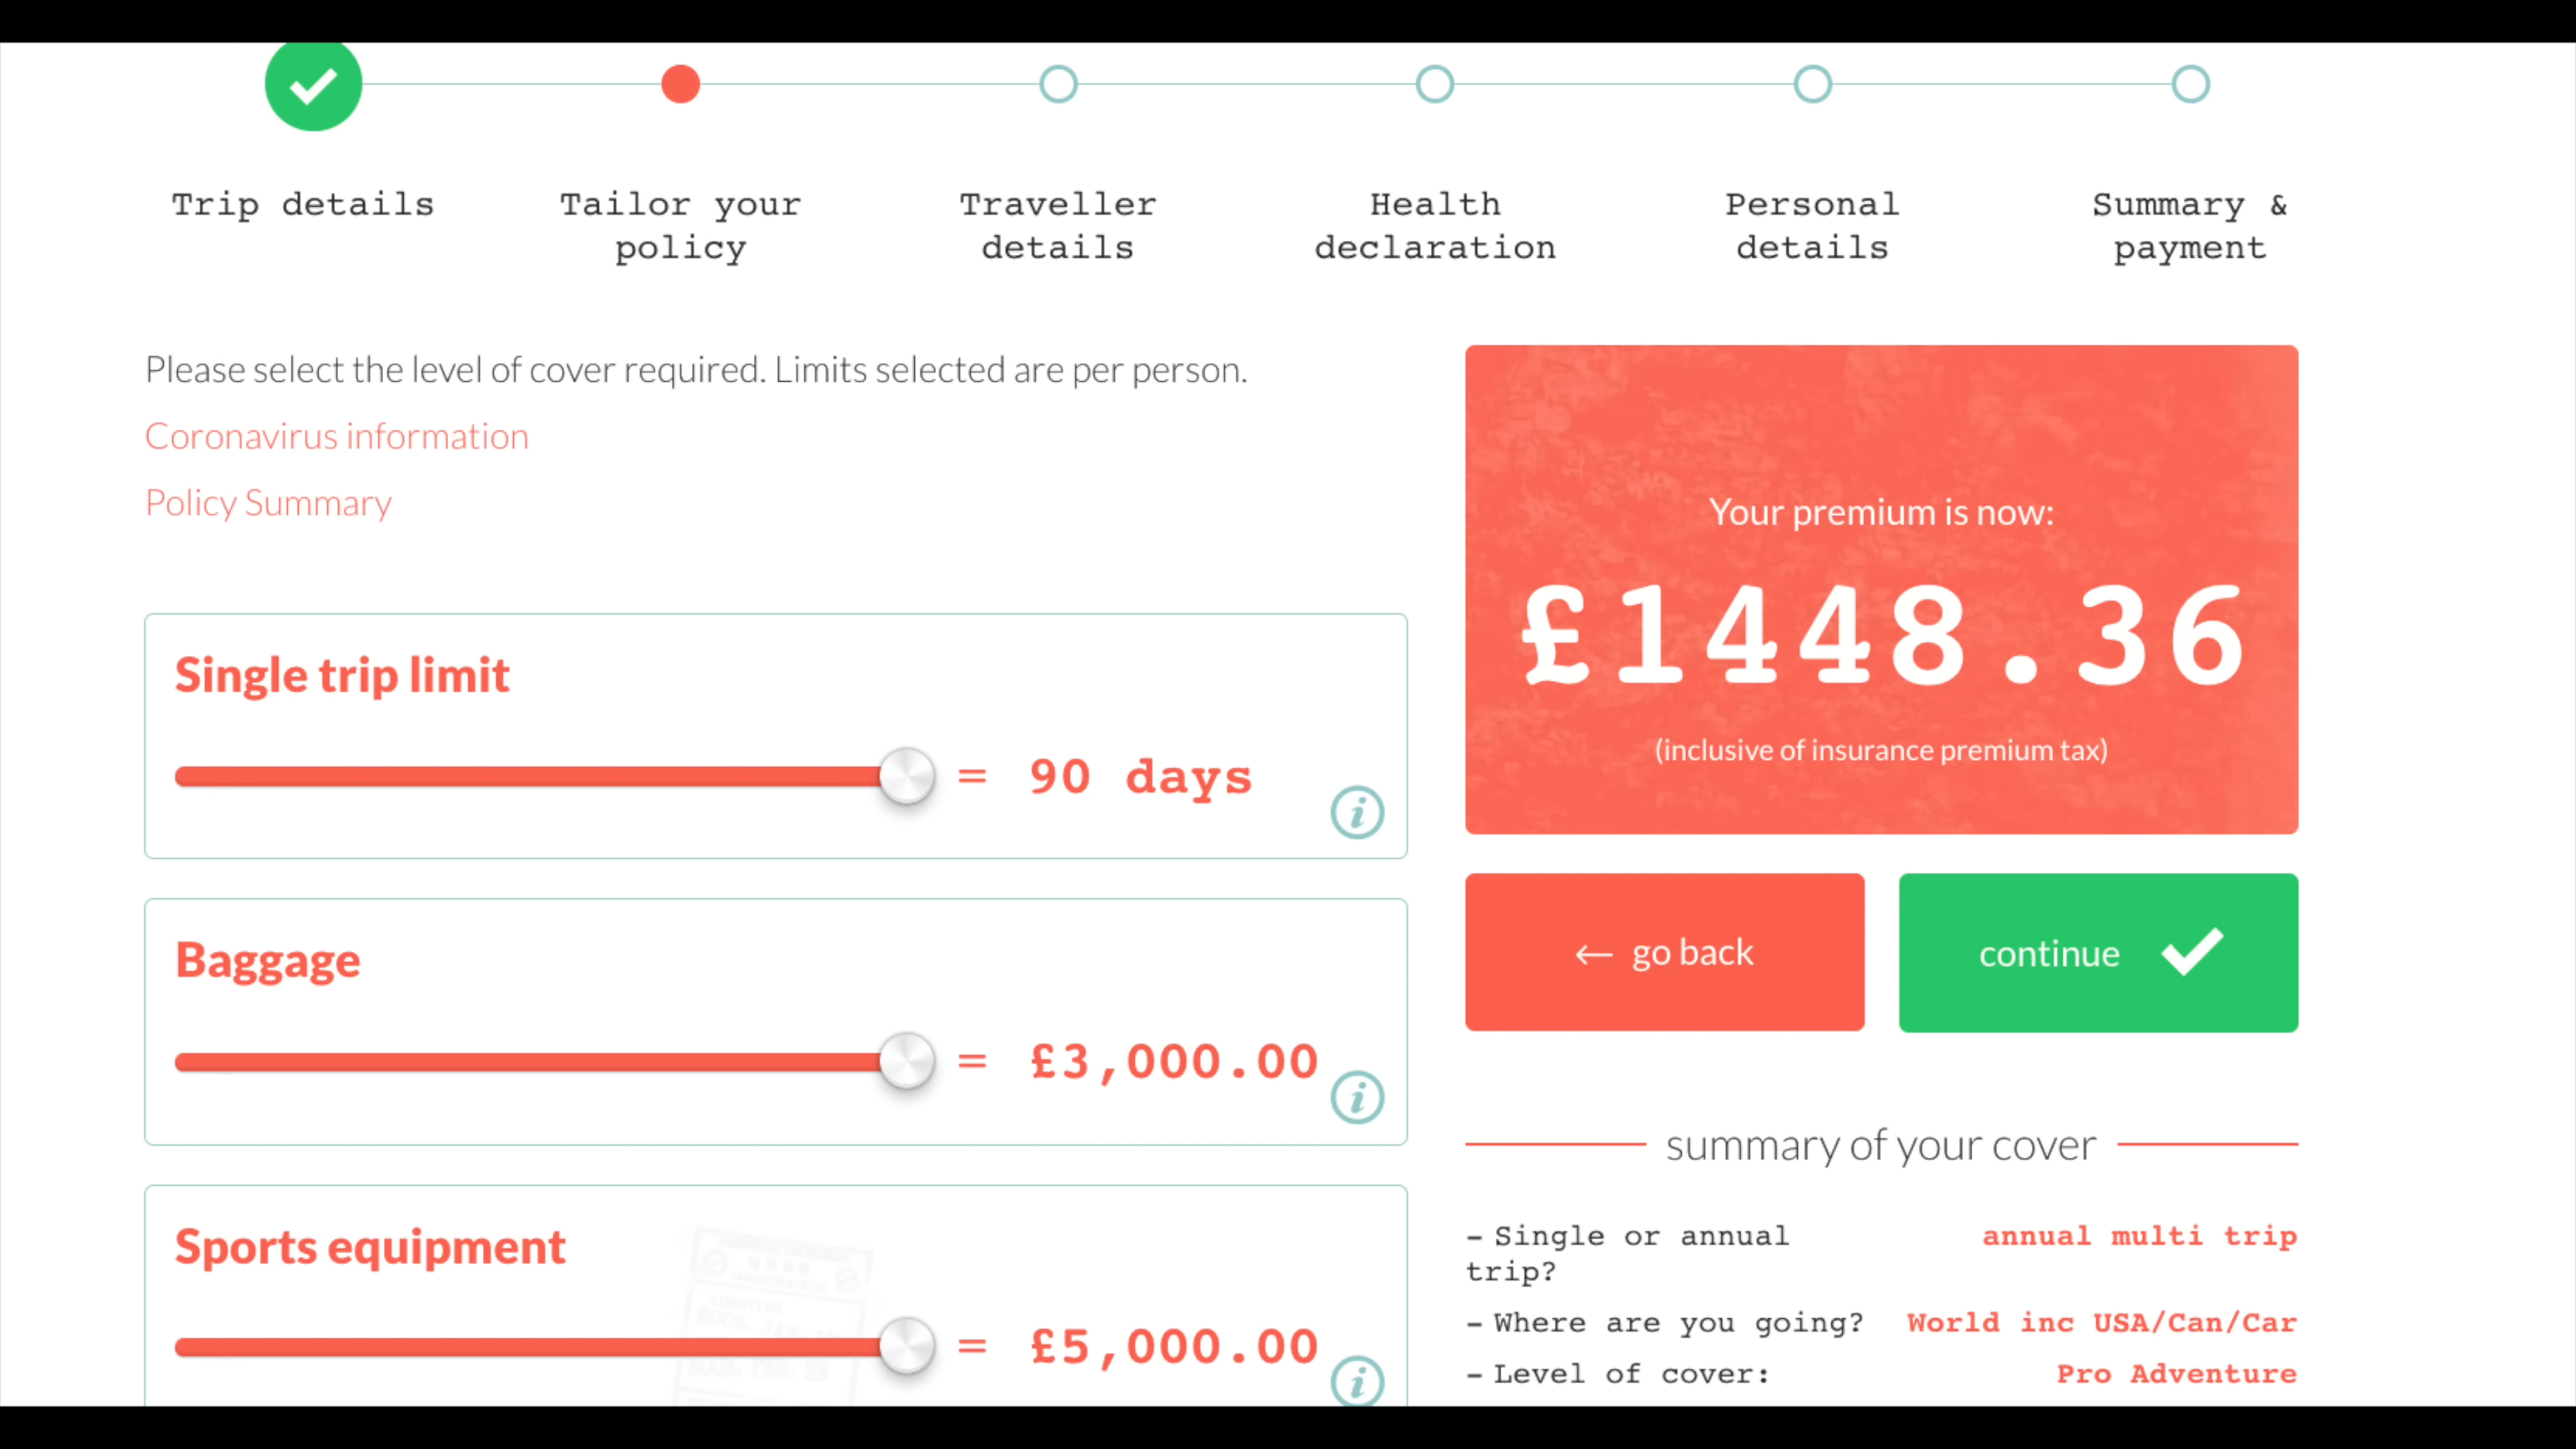 Trip details
Tailor your
policy
Traveller
details
Health
declaration
Personal
details
Summary &
payment
Please select the level of cover required. Limits selected are per person.
Coronavirus information
Policy Summary
Single trip limit
= 90 days
i
Baggage
= £3,000.00
i
Sports equipment
= £5,000.00
i
Your premium is now:
£1448.36
(inclusive of insurance premium tax)
← go back
continue
summary of your cover
– Single or annual trip?
annual multi trip
– Where are you going? World inc USA/Can/Car
– Level of cover: Pro Adventure